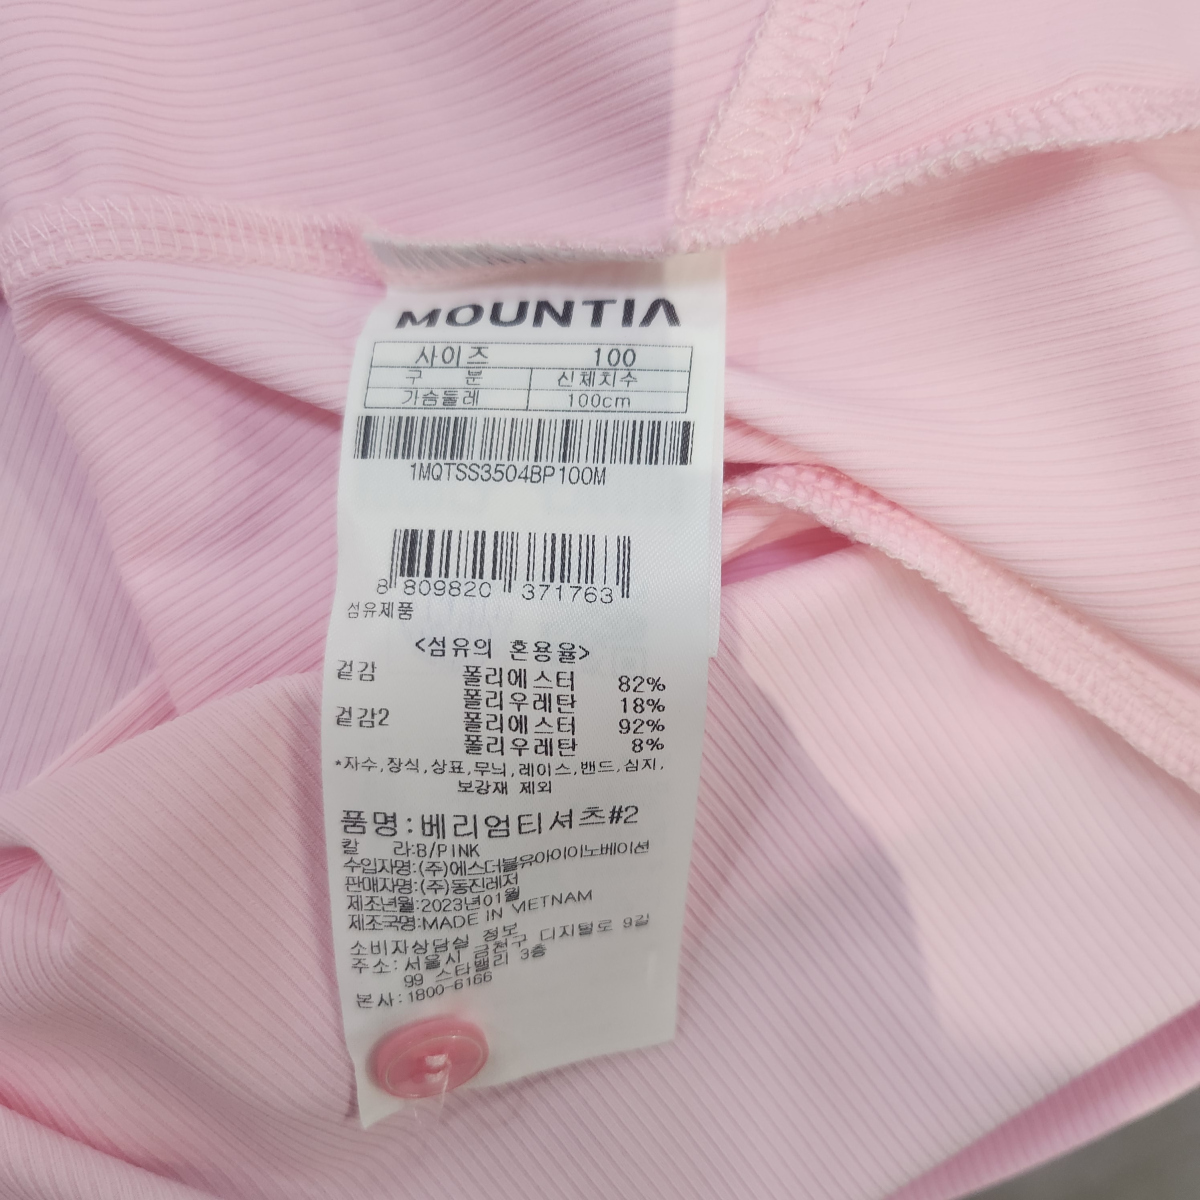 MOUNTIA
사이즈 100
구 분 신체치수
가슴둘레 100cm
1MQTSS3504BP100M
8 809820 371763
섬유제품
<섬유의 혼용율>
겉감 폴리에스터 82%
폴리우레탄 18%
겉감2 폴리에스터 92%
폴리우레탄 8%
*자수,장식,상표,무늬,레이스,밴드,심지,
보강재 제외
품명:베리엄티셔츠#2
칼 라:B/PINK
수입자명:(주)에스더블유아이이노베이션
판매자명:(주)동진레저
제조년월:2023년01월
제조국명:MADE IN VIETNAM
소비자상담실 정보
주소:서울시 금천구 디지털로 9길
99 스타밸리 3층
본사:1800-6166